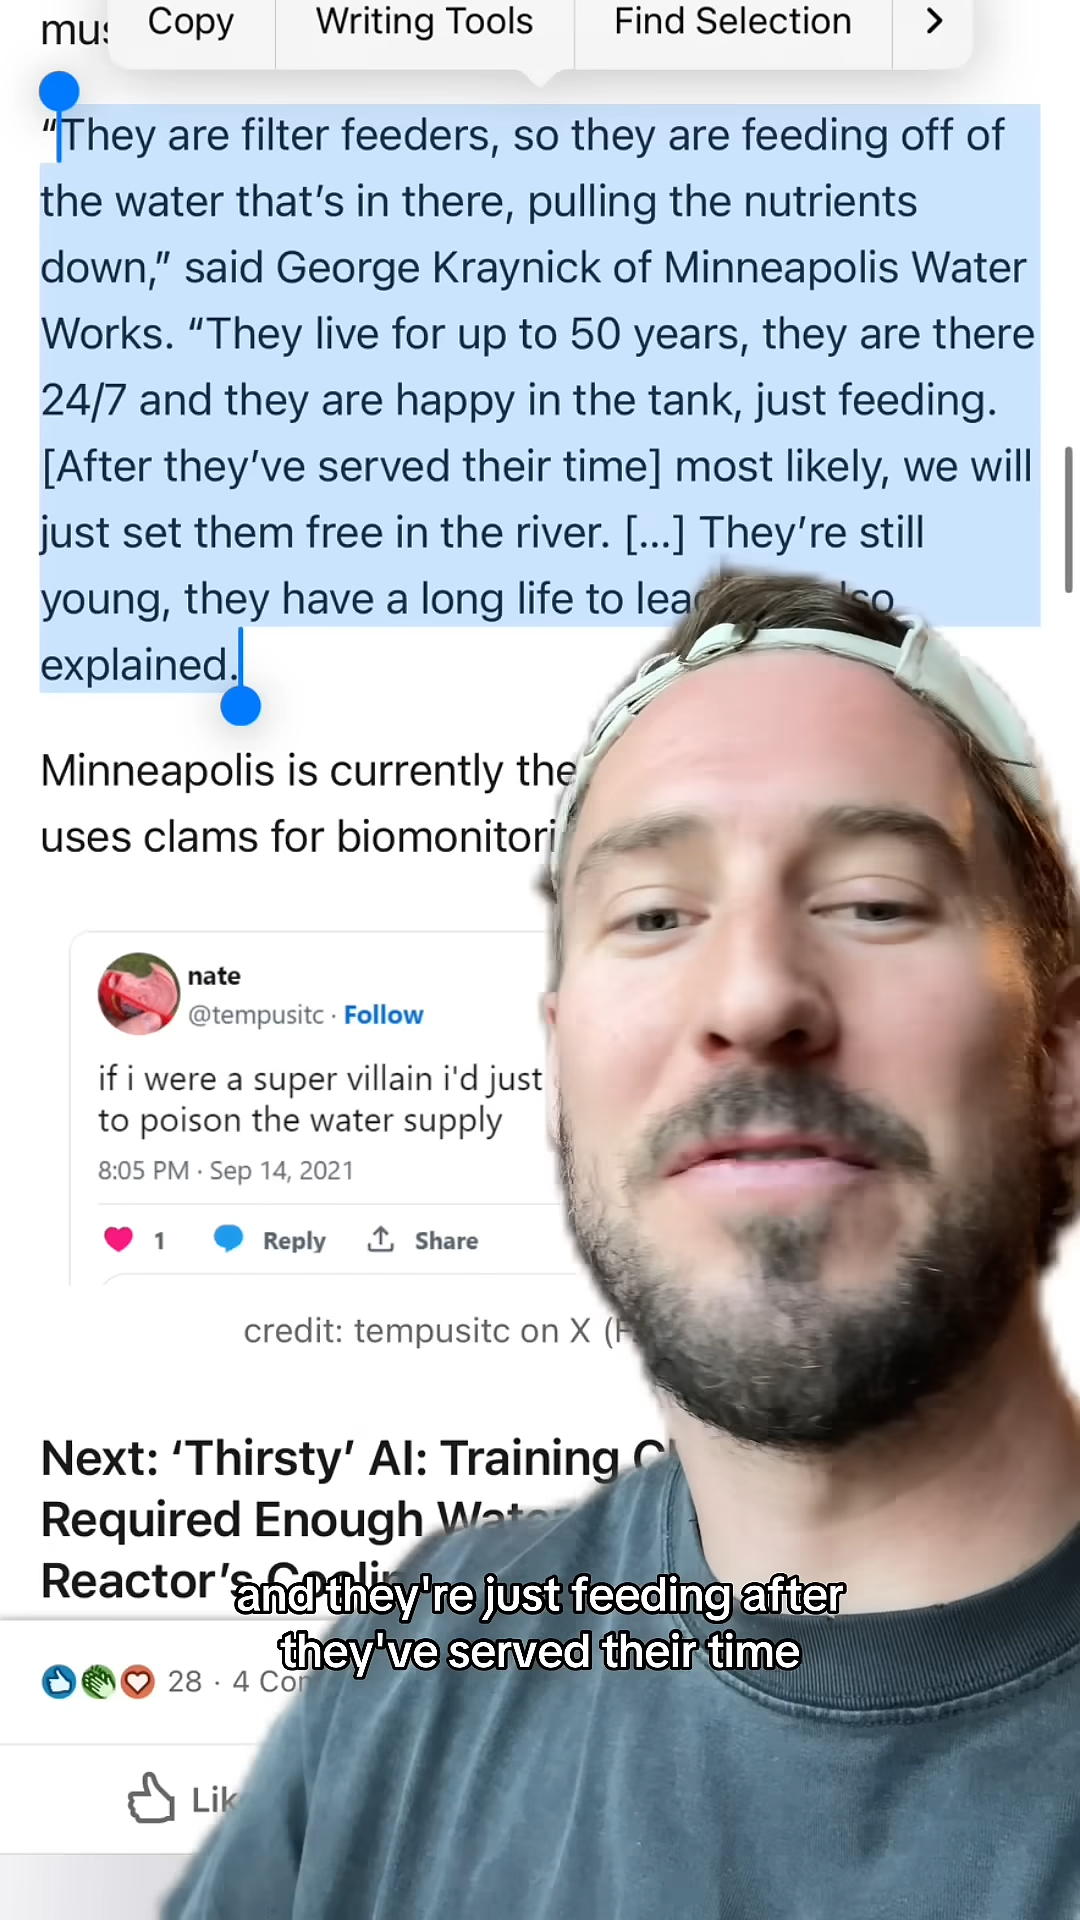 mus
Copy
Writing Tools
Find Selection
“They are filter feeders, so they are feeding off of
the water that’s in there, pulling the nutrients
down,” said George Kraynick of Minneapolis Water
Works. “They live for up to 50 years, they are there
24/7 and they are happy in the tank, just feeding.
[After they’ve served their time] most likely, we will
just set them free in the river. [...] They’re still
young, they have a long life to lead
explained.
Minneapolis is currently the
uses clams for biomonitori
nate
@tempusitc · Follow
if i were a super villain i'd just
to poison the water supply
8:05 PM · Sep 14, 2021
1
Reply
Share
credit: tempusitc on X (F
Next: ‘Thirsty’ AI: Training
Required Enough Water
Reactor’s Coolin
and they're just feeding after
they've served their time
28 · 4 Com
Lik